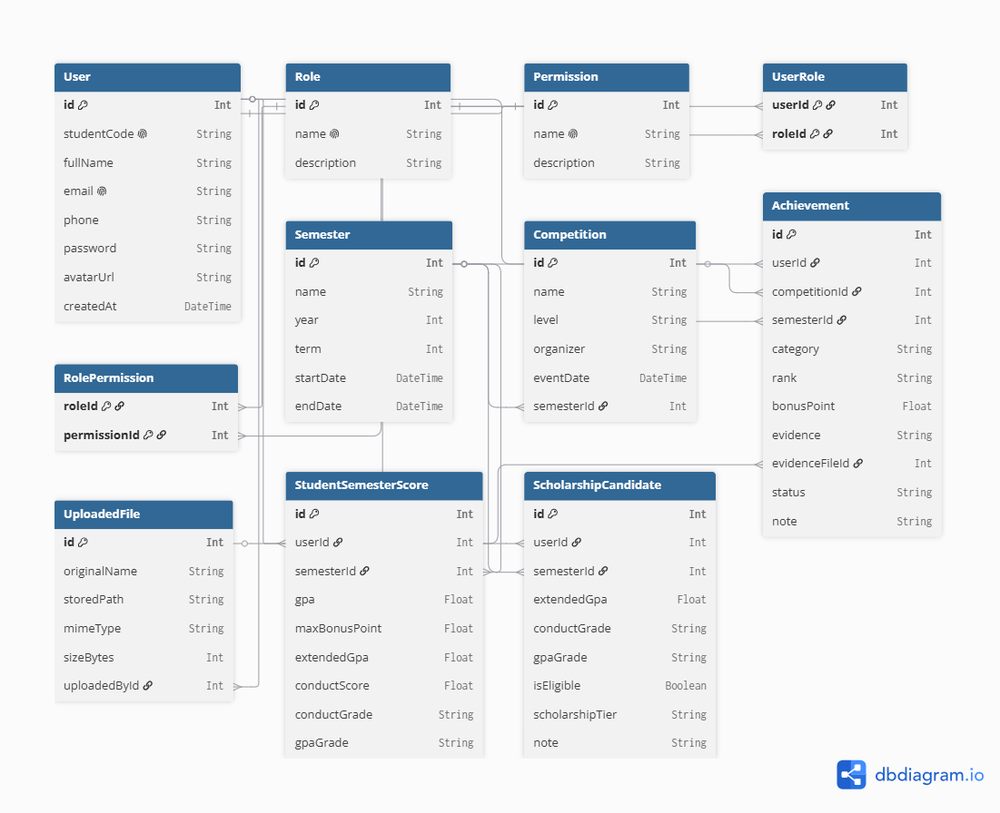 User
id Int
studentCode String
fullName String
email String
phone String
password String
avatarUrl String
createdAt DateTime
Role
id Int
name String
description String
Permission
id Int
name String
description String
UserRole
userId Int
roleId Int
Semester
id Int
name String
year Int
term Int
startDate DateTime
endDate DateTime
Competition
id Int
name String
level String
organizer String
eventDate DateTime
semesterId Int
Achievement
id Int
userId Int
competitionId Int
semesterId Int
category String
rank String
bonusPoint Float
evidence String
evidenceFileId Int
status String
note String
RolePermission
roleId Int
permissionId Int
UploadedFile
id Int
originalName String
storedPath String
mimeType String
sizeBytes Int
uploadedById Int
StudentSemesterScore
id Int
userId Int
semesterId Int
gpa Float
maxBonusPoint Float
extendedGpa Float
conductScore Float
conductGrade String
gpaGrade String
ScholarshipCandidate
id Int
userId Int
semesterId Int
extendedGpa Float
conductGrade String
gpaGrade String
isEligible Boolean
scholarshipTier String
note String
dbdiagram.io